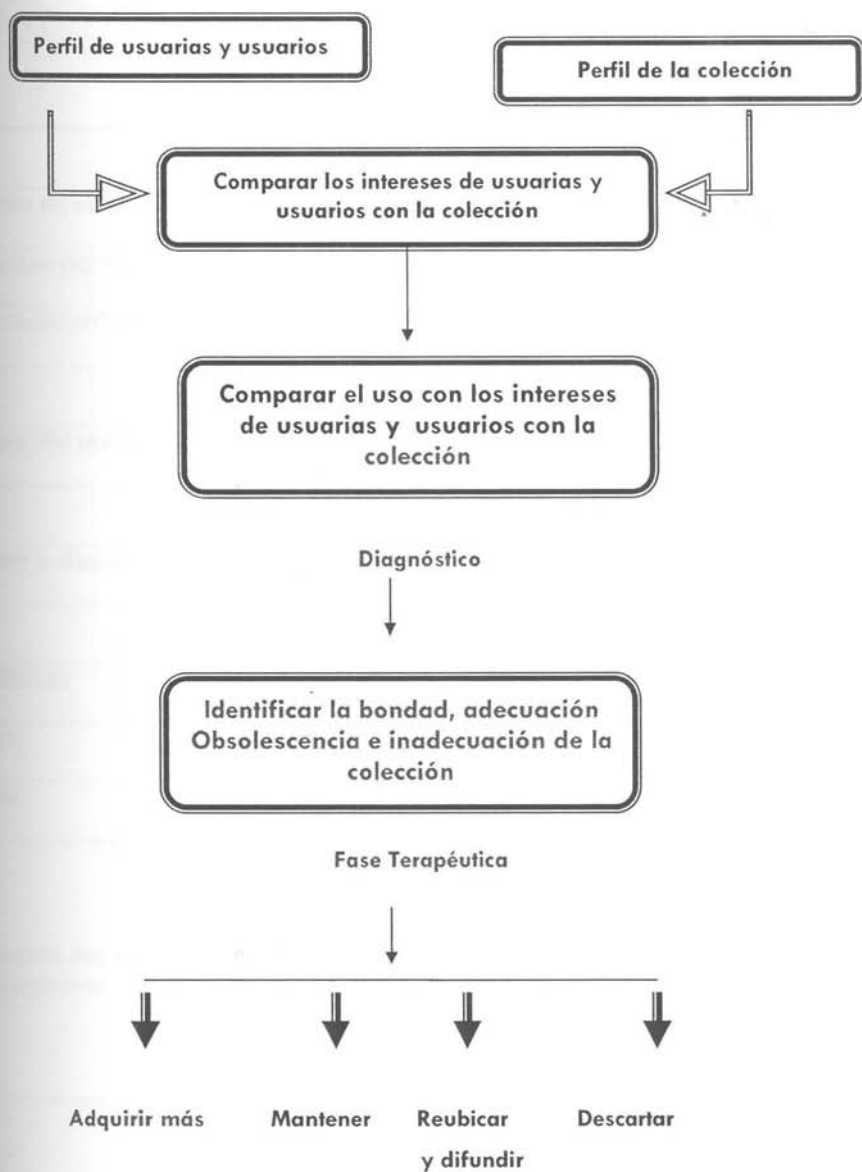 Perfil de usuarias y usuarios
Perfil de la colección
Comparar los intereses de usuarias y
usuarios con la colección
Comparar el uso con los intereses
de usuarias y usuarios con la
colección
Diagnóstico
Identificar la bondad, adecuación
Obsolescencia e inadecuación de la
colección
Fase Terapéutica
Adquirir más
Mantener
Reubicar
y difundir
Descartar